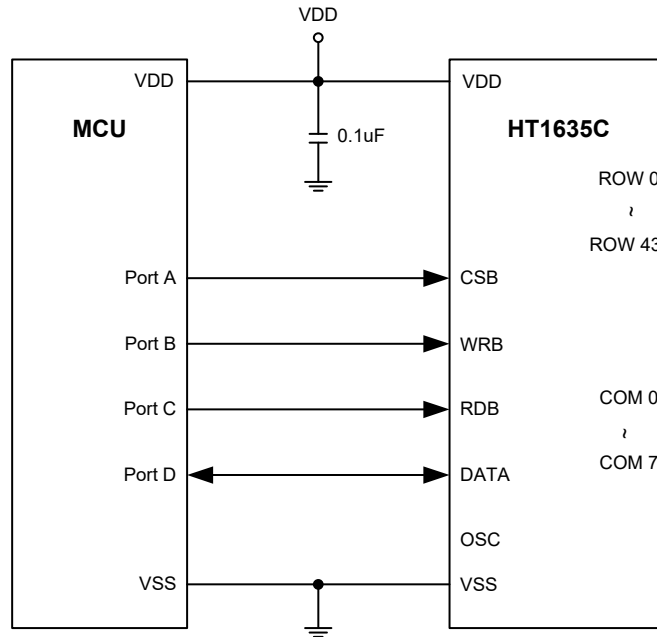 VDD
VDD
VDD
MCU
HT1635C
0.1uF
ROW 0
~
ROW 43
Port A
CSB
Port B
WRB
Port C
RDB
COM 0
~
COM 7
Port D
DATA
OSC
VSS
VSS